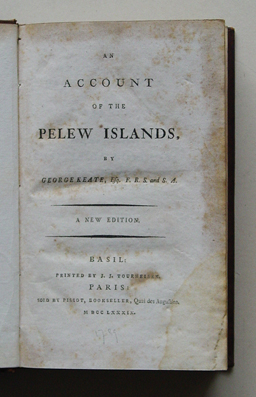 AN
ACCOUNT
OF THE
PELEW ISLANDS,
BY
GEORGE KEATE, Esq. F. R. S. and S. A.
A NEW EDITION.
BASIL:
PRINTED BY J. J. TOURNEISEN.
PARIS:
SOLD BY PISSOT, BOOKSELLER, Quai des Augustins.
M DCC LXXXIX.